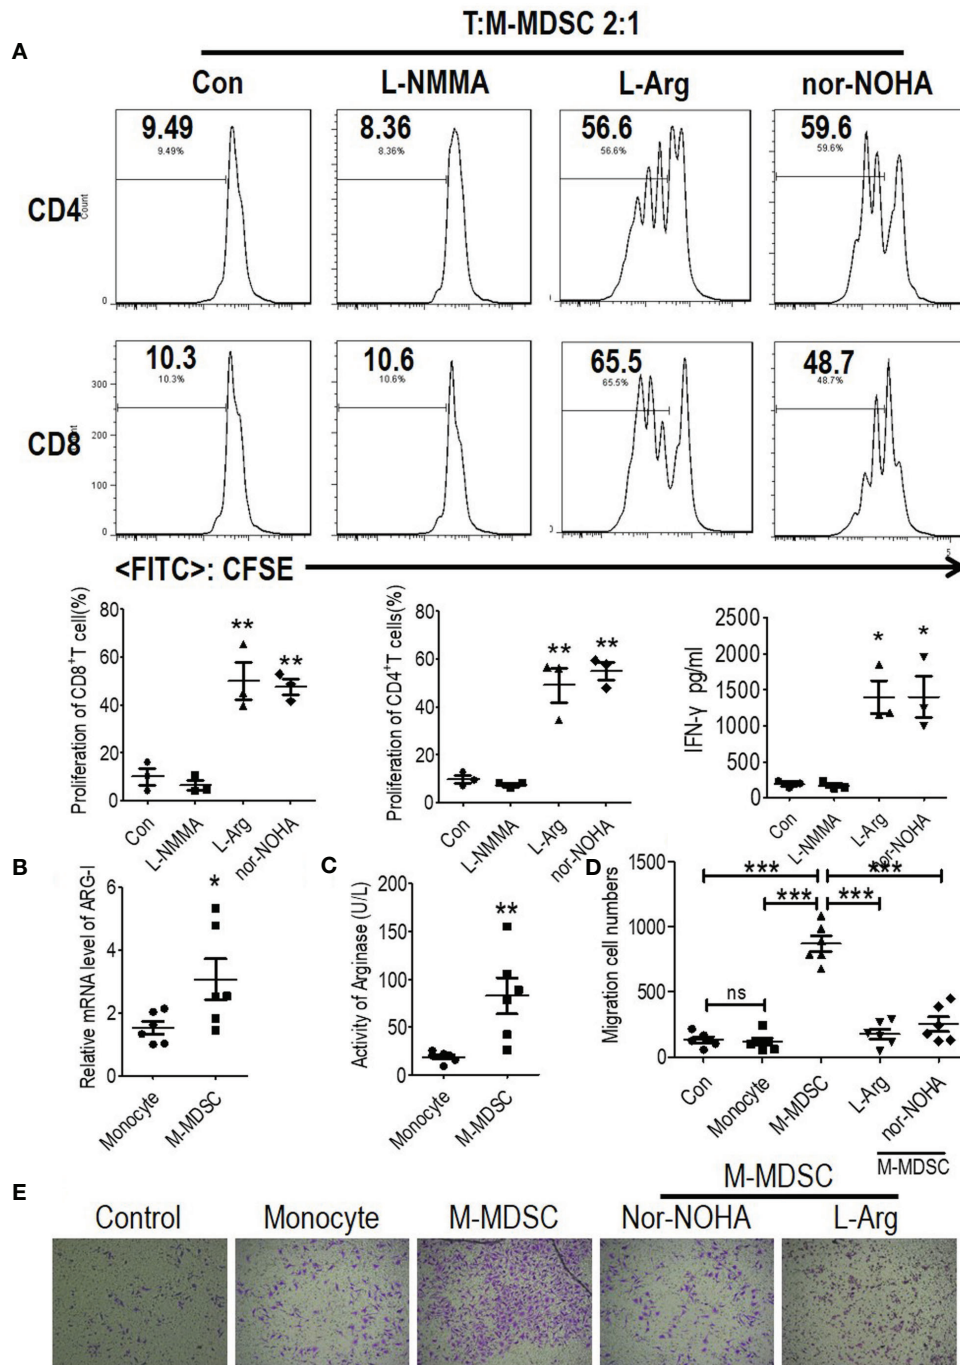 A
T:M-MDSC 2:1
Con L-NMMA L-Arg nor-NOHA
CD4
Count
9.49
9.49%
8.36
8.36%
56.6
56.6%
59.6
59.6%
0
CD8
10.3
10.3%
10.6
10.6%
65.5
65.5%
48.7
48.7%
300
200
100
0
5
<FITC>: CFSE
Proliferation of CD8+T cell(%)
80
60
40
20
0
** **
Con L-NMMA L-Arg nor-NOHA
Proliferation of CD4+T cells(%)
80
60
40
20
0
** **
Con L-NMMA L-Arg nor-NOHA
IFN-γ pg/ml
2500
2000
1500
1000
500
0
* *
Con L-NMMA L-Arg nor-NOHA
B
Relative mRNA level of ARG-I
6
4
2
0
*
Monocyte M-MDSC
C
Activity of Arginase (U/L)
200
150
100
50
0
**
Monocyte M-MDSC
D
Migration cell numbers
1500
1000
500
0
*** ***
*** ***
ns
Con Monocyte M-MDSC L-Arg nor-NOHA
M-MDSC
E
M-MDSC
Control Monocyte M-MDSC Nor-NOHA L-Arg